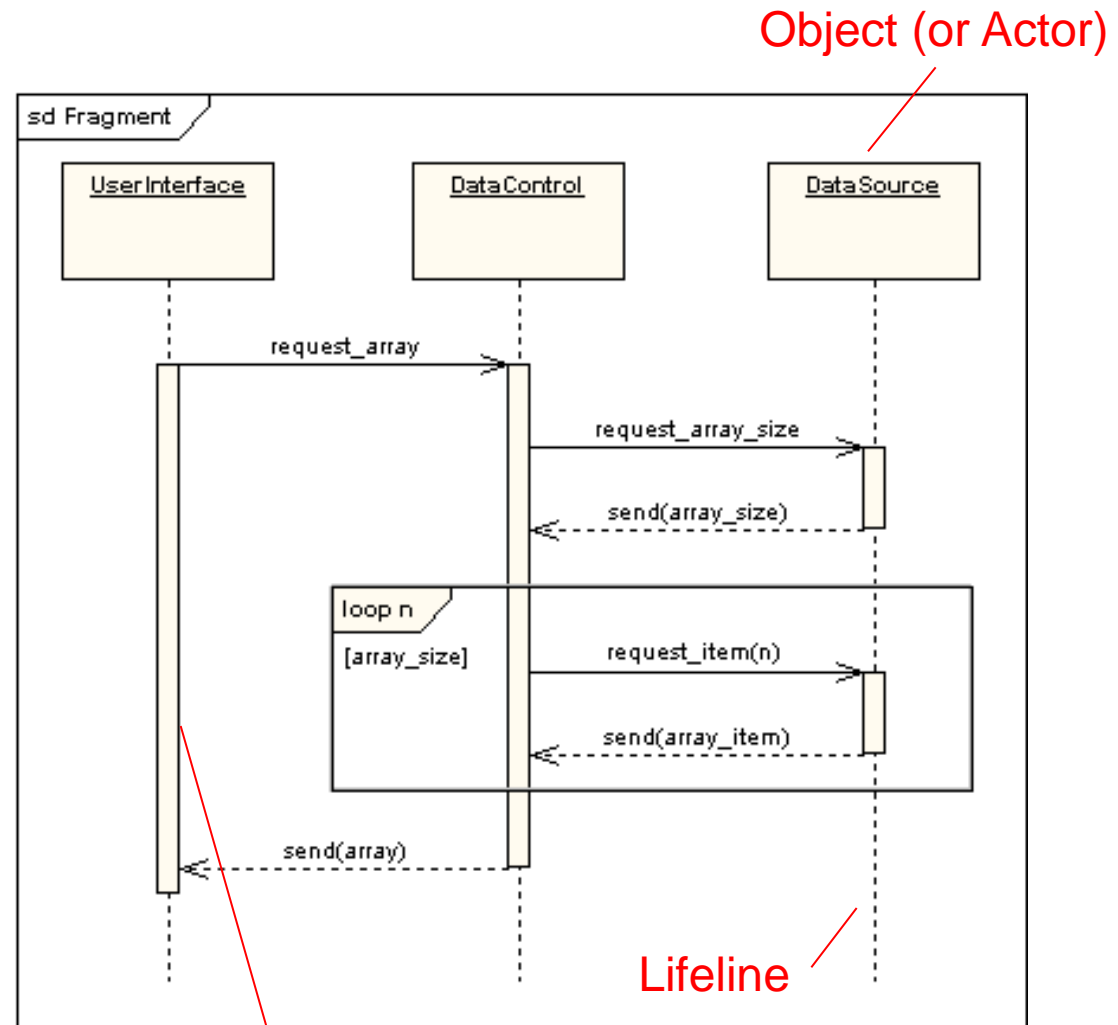 Object (or Actor)
sd Fragment
UserInterface
DataControl
DataSource
request_array
request_array_size
send(array_size)
loop n
[array_size]
request_item(n)
send(array_item)
send(array)
Lifeline